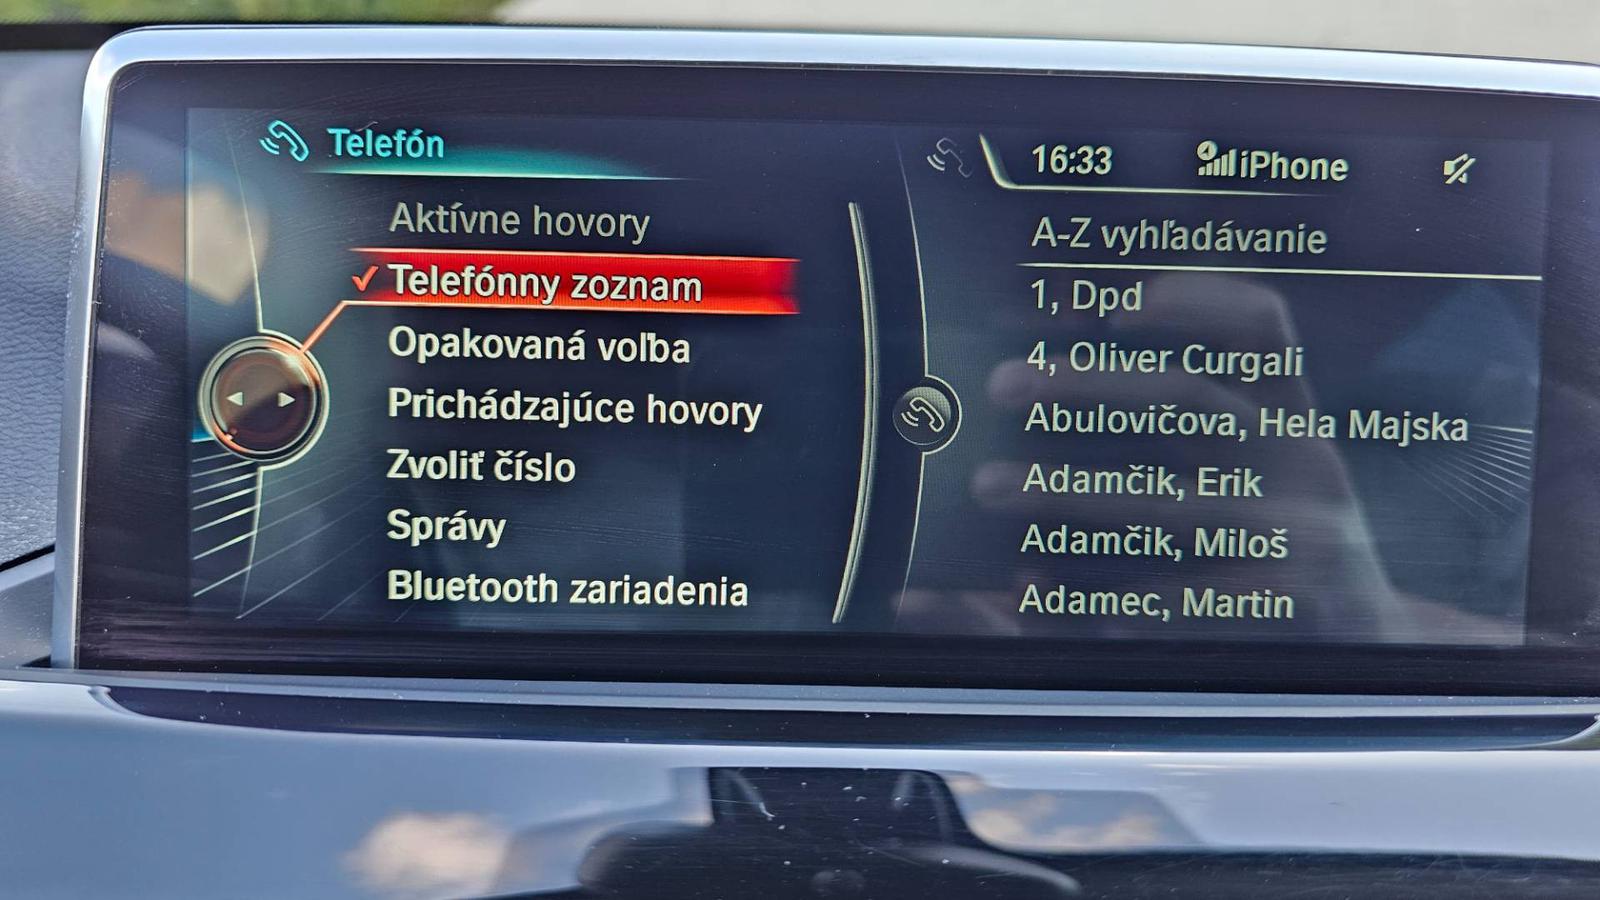 Telefón
Aktívne hovory
Telefónny zoznam
Opakovaná voľba
Prichádzajúce hovory
Zvoliť číslo
Správy
Bluetooth zariadenia
16:33 iPhone
A-Z vyhľadávanie
1, Dpd
4, Oliver Curgali
Abulovičova, Hela Majska
Adamčik, Erik
Adamčik, Miloš
Adamec, Martin